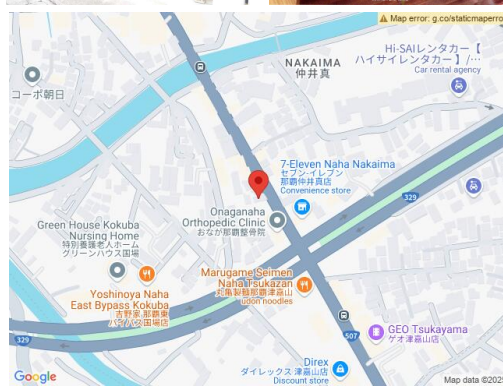 Map error: g.co/staticmaperro
NAKAIMA
仲井真
Hi-SAIレンタカー【
ハイサイレンタカー】/…
Car rental agency
コーポ朝日
7-Eleven Naha Nakaima
セブン-イレブン
那覇仲井真店
Convenience store
329
Onaganaha
Orthopedic Clinic
おなが那覇整骨院
Green House Kokuba
Nursing Home
特別養護老人ホーム
グリーンハウス国場
Marugame Seimen
Naha Tsukazan
丸亀製麺那覇津嘉山
udon noodles
Yoshinoya Naha
East Bypass Kokuba
吉野家 那覇東
バイパス国場店
329
507
GEO Tsukayama
ゲオ津嘉山店
Direx
ダイレックス 津嘉山店
Discount store
Google
Map data ©202